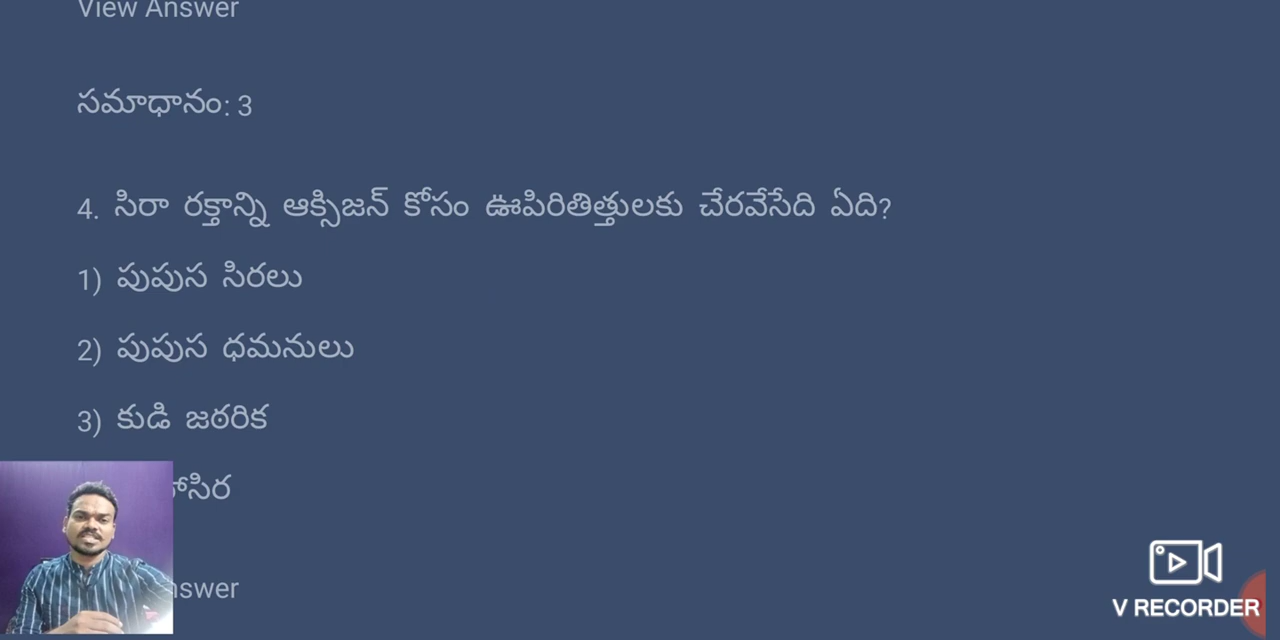 View Answer
సమాధానం: 3
4. సిరా రక్తాన్ని ఆక్సిజన్ కోసం ఊపిరితిత్తులకు చేరవేసేది ఏది?
1) పుపుస సిరలు
2) పుపుస ధమనులు
3) కుడి జఠరిక
V RECORDER